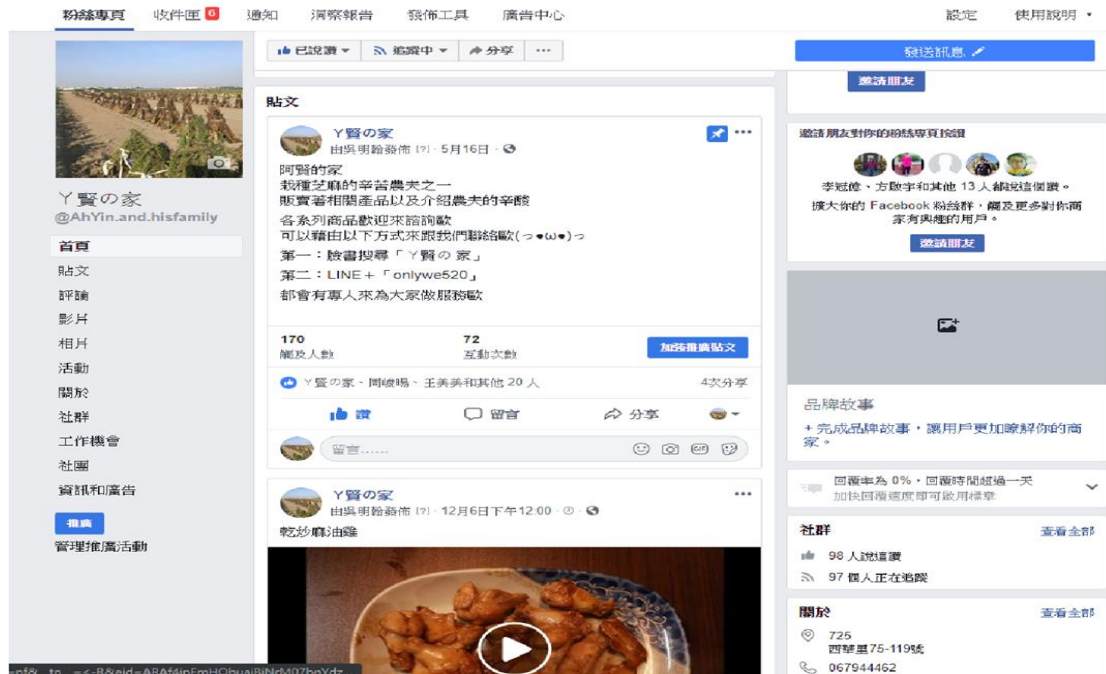 粉絲專頁
收件匣 6
通知
洞察報告
發佈工具
廣告中心
設定
使用說明
已說讚
追蹤中
分享
發送訊息
ㄚ賢の家
@AhYin.and.hisfamily
首頁
貼文
評論
影片
相片
活動
關於
社群
工作機會
社團
資訊和廣告
推廣
管理推廣活動
貼文
ㄚ賢の家
由吳明翰發佈 [?] · 5月16日 ·
阿賢的家
栽種芝麻的辛苦農夫之一
販賣著相關產品以及介紹農夫的辛酸
各系列商品歡迎來諮詢歐
可以藉由以下方式來跟我們聯絡歐(っ●ω●)っ
第一：臉書搜尋「ㄚ賢の家」
第二：LINE+「onlywe520」
都會有專人來為大家做服務歐
170
觸及人數
72
互動次數
加強推廣貼文
ㄚ賢の家、周峻暘、王美美和其他 20 人
4次分享
讚
留言
分享
留言……
GIF
ㄚ賢の家
由吳明翰發佈 [?] · 12月6日下午12:00 ·
乾炒麻油雞
邀請朋友
邀請朋友對你的粉絲專頁按讚
李冠億、方啟宇和其他 13 人都說這個讚。
擴大你的 Facebook 粉絲群，觸及更多對你商
家有興趣的用戶。
邀請朋友
品牌故事
+ 完成品牌故事，讓用戶更加瞭解你的商
家。
回覆率為 0%，回覆時間超過一天
加快回覆速度即可啟用標章
社群
查看全部
98 人說這讚
97 個人正在追蹤
關於
查看全部
725
西華里75-119號
067944462